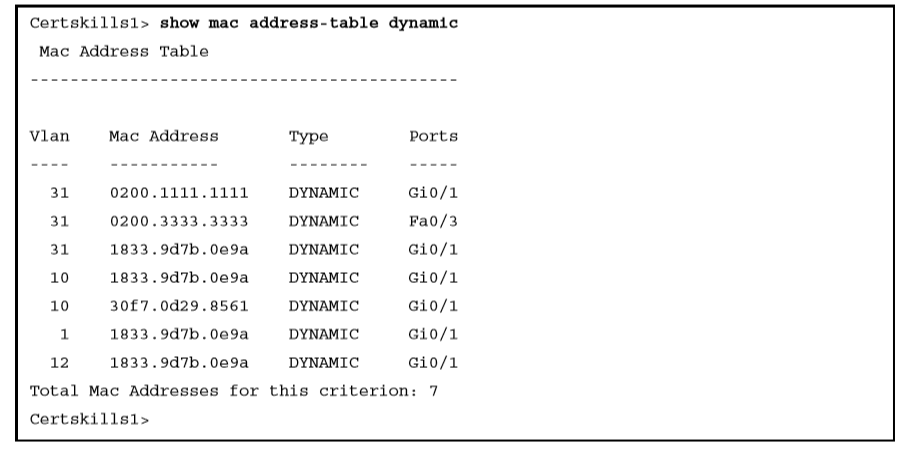 Certskills1> show mac address-table dynamic
Mac Address Table
-------------------------------------------
Vlan    Mac Address       Type        Ports
----    -----------       --------    -----
  31    0200.1111.1111    DYNAMIC     Gi0/1
  31    0200.3333.3333    DYNAMIC     Fa0/3
  31    1833.9d7b.0e9a    DYNAMIC     Gi0/1
  10    1833.9d7b.0e9a    DYNAMIC     Gi0/1
  10    30f7.0d29.8561    DYNAMIC     Gi0/1
   1    1833.9d7b.0e9a    DYNAMIC     Gi0/1
  12    1833.9d7b.0e9a    DYNAMIC     Gi0/1
Total Mac Addresses for this criterion: 7
Certskills1>